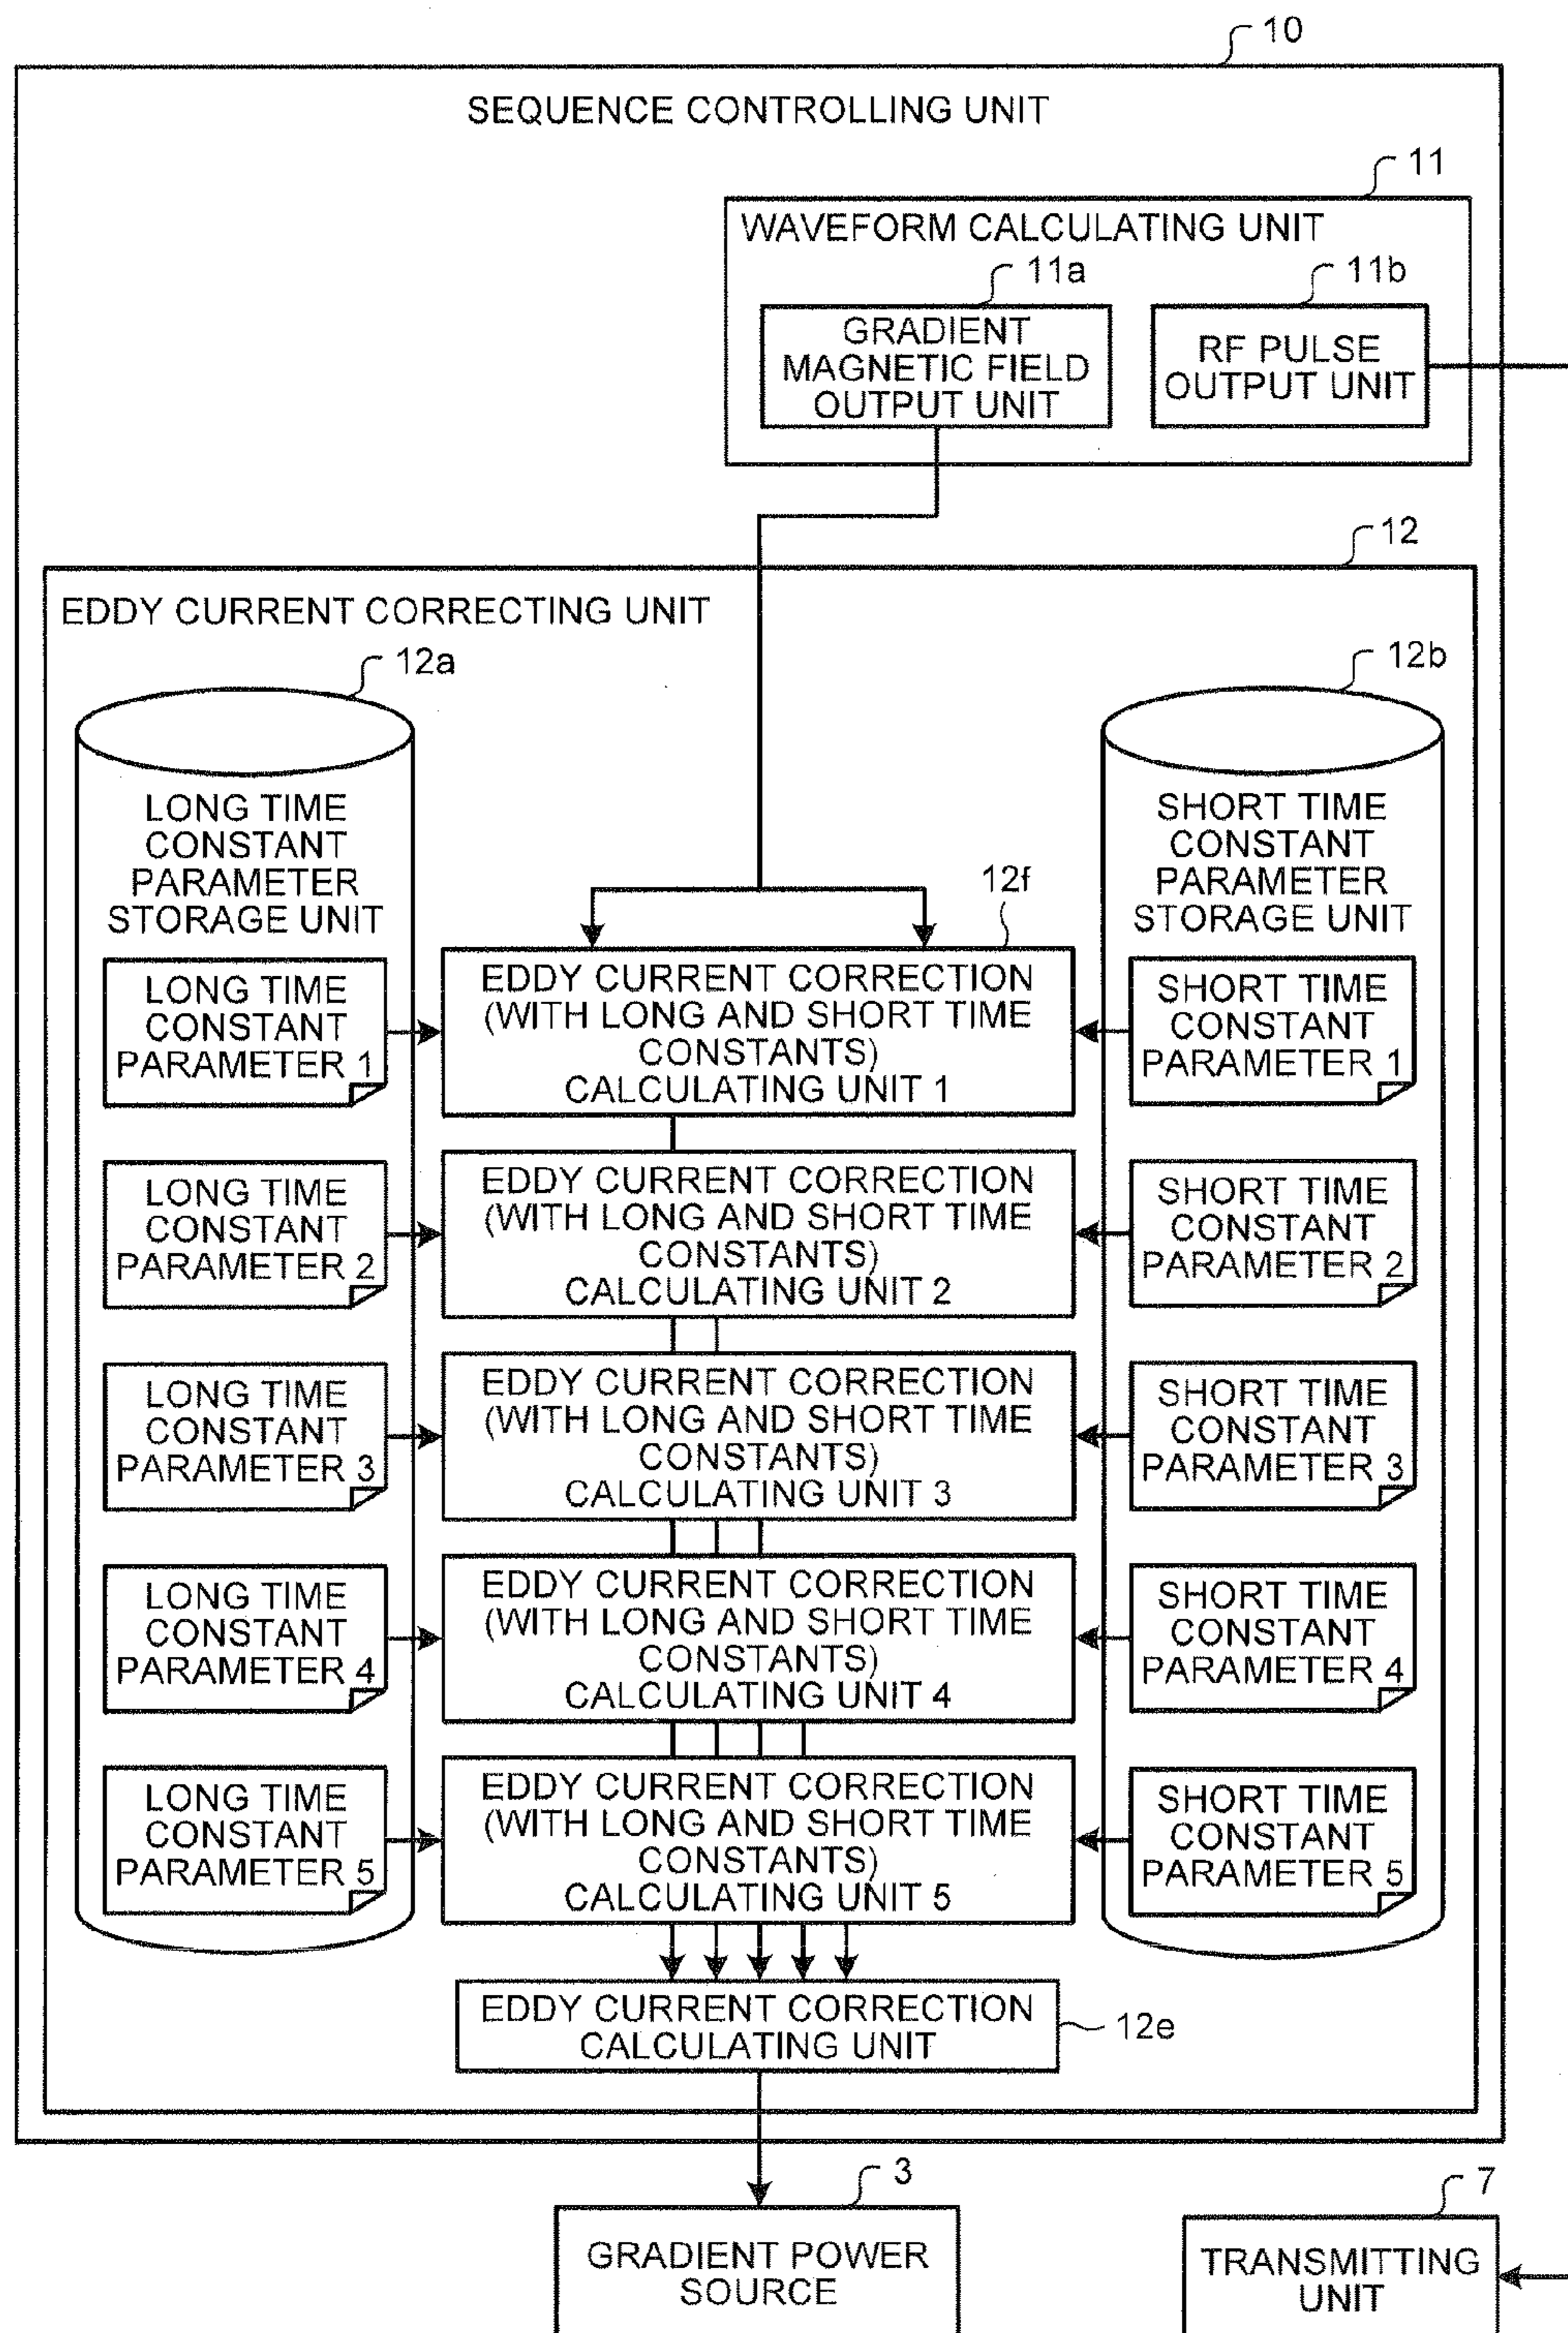 10
SEQUENCE CONTROLLING UNIT
11
WAVEFORM CALCULATING UNIT
11a
11b
GRADIENT
MAGNETIC FIELD
OUTPUT UNIT
RF PULSE
OUTPUT UNIT
12
EDDY CURRENT CORRECTING UNIT
12a
12b
LONG TIME
CONSTANT
PARAMETER
STORAGE UNIT
SHORT TIME
CONSTANT
PARAMETER
STORAGE UNIT
12f
LONG TIME
CONSTANT
PARAMETER 1
EDDY CURRENT CORRECTION
(WITH LONG AND SHORT TIME
CONSTANTS)
CALCULATING UNIT 1
SHORT TIME
CONSTANT
PARAMETER 1
LONG TIME
CONSTANT
PARAMETER 2
EDDY CURRENT CORRECTION
(WITH LONG AND SHORT TIME
CONSTANTS)
CALCULATING UNIT 2
SHORT TIME
CONSTANT
PARAMETER 2
LONG TIME
CONSTANT
PARAMETER 3
EDDY CURRENT CORRECTION
(WITH LONG AND SHORT TIME
CONSTANTS)
CALCULATING UNIT 3
SHORT TIME
CONSTANT
PARAMETER 3
LONG TIME
CONSTANT
PARAMETER 4
EDDY CURRENT CORRECTION
(WITH LONG AND SHORT TIME
CONSTANTS)
CALCULATING UNIT 4
SHORT TIME
CONSTANT
PARAMETER 4
LONG TIME
CONSTANT
PARAMETER 5
EDDY CURRENT CORRECTION
(WITH LONG AND SHORT TIME
CONSTANTS)
CALCULATING UNIT 5
SHORT TIME
CONSTANT
PARAMETER 5
EDDY CURRENT CORRECTION
CALCULATING UNIT
12e
3
GRADIENT POWER
SOURCE
7
TRANSMITTING
UNIT